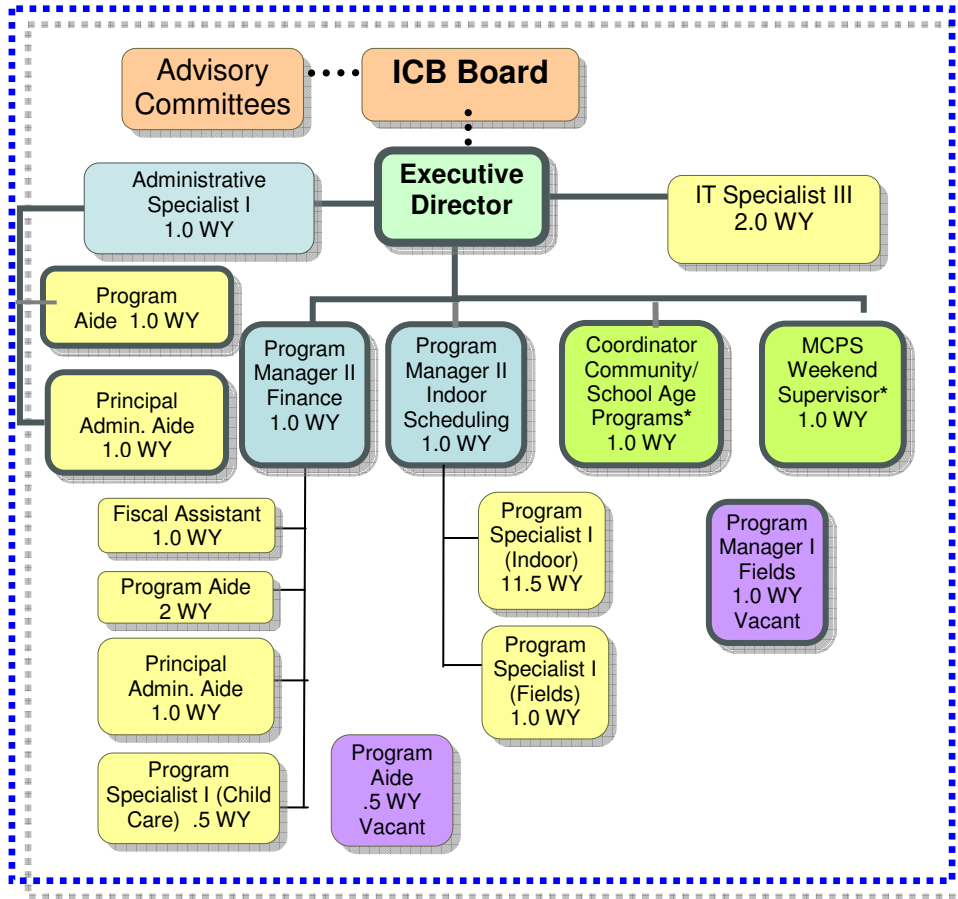 Advisory
Committees
ICB Board
Executive
Director
Administrative
Specialist I
1.0 WY
IT Specialist III
2.0 WY
Program
Aide 1.0 WY
Principal
Admin. Aide
1.0 WY
Program
Manager II
Finance
1.0 WY
Program
Manager II
Indoor
Scheduling
1.0 WY
Coordinator
Community/
School Age
Programs*
1.0 WY
MCPS
Weekend
Supervisor*
1.0 WY
Fiscal Assistant
1.0 WY
Program Aide
2 WY
Principal
Admin. Aide
1.0 WY
Program
Specialist I (Child
Care) .5 WY
Program
Specialist I
(Indoor)
11.5 WY
Program
Specialist I
(Fields)
1.0 WY
Program
Manager I
Fields
1.0 WY
Vacant
Program
Aide
.5 WY
Vacant